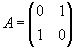 A = ( 0 1
1 0 )